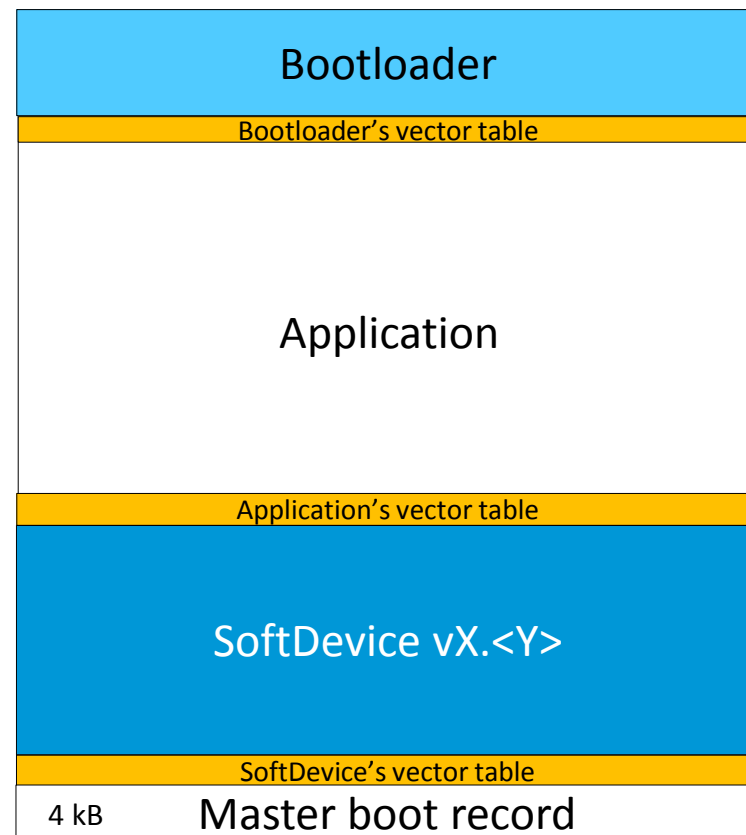 Bootloader
Bootloader’s vector table
Application
Application’s vector table
SoftDevice vX.<Y>
SoftDevice’s vector table
4 kB Master boot record